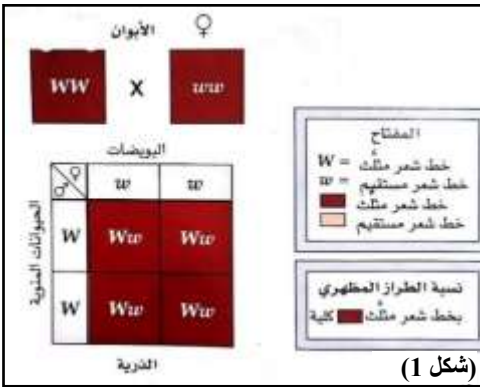 الأبوان
♀
WW X ww
البويضات
الحيوانات المنوية
♂ ♀ w w
W Ww Ww
W Ww Ww
الذرية
المفتاح
W = خط شعر مثلث
w = خط شعر مستقيم
خط شعر مثلث
خط شعر مستقيم
نسبة الطراز المظهري
كلية بخط شعر مثلث
(شكل 1)